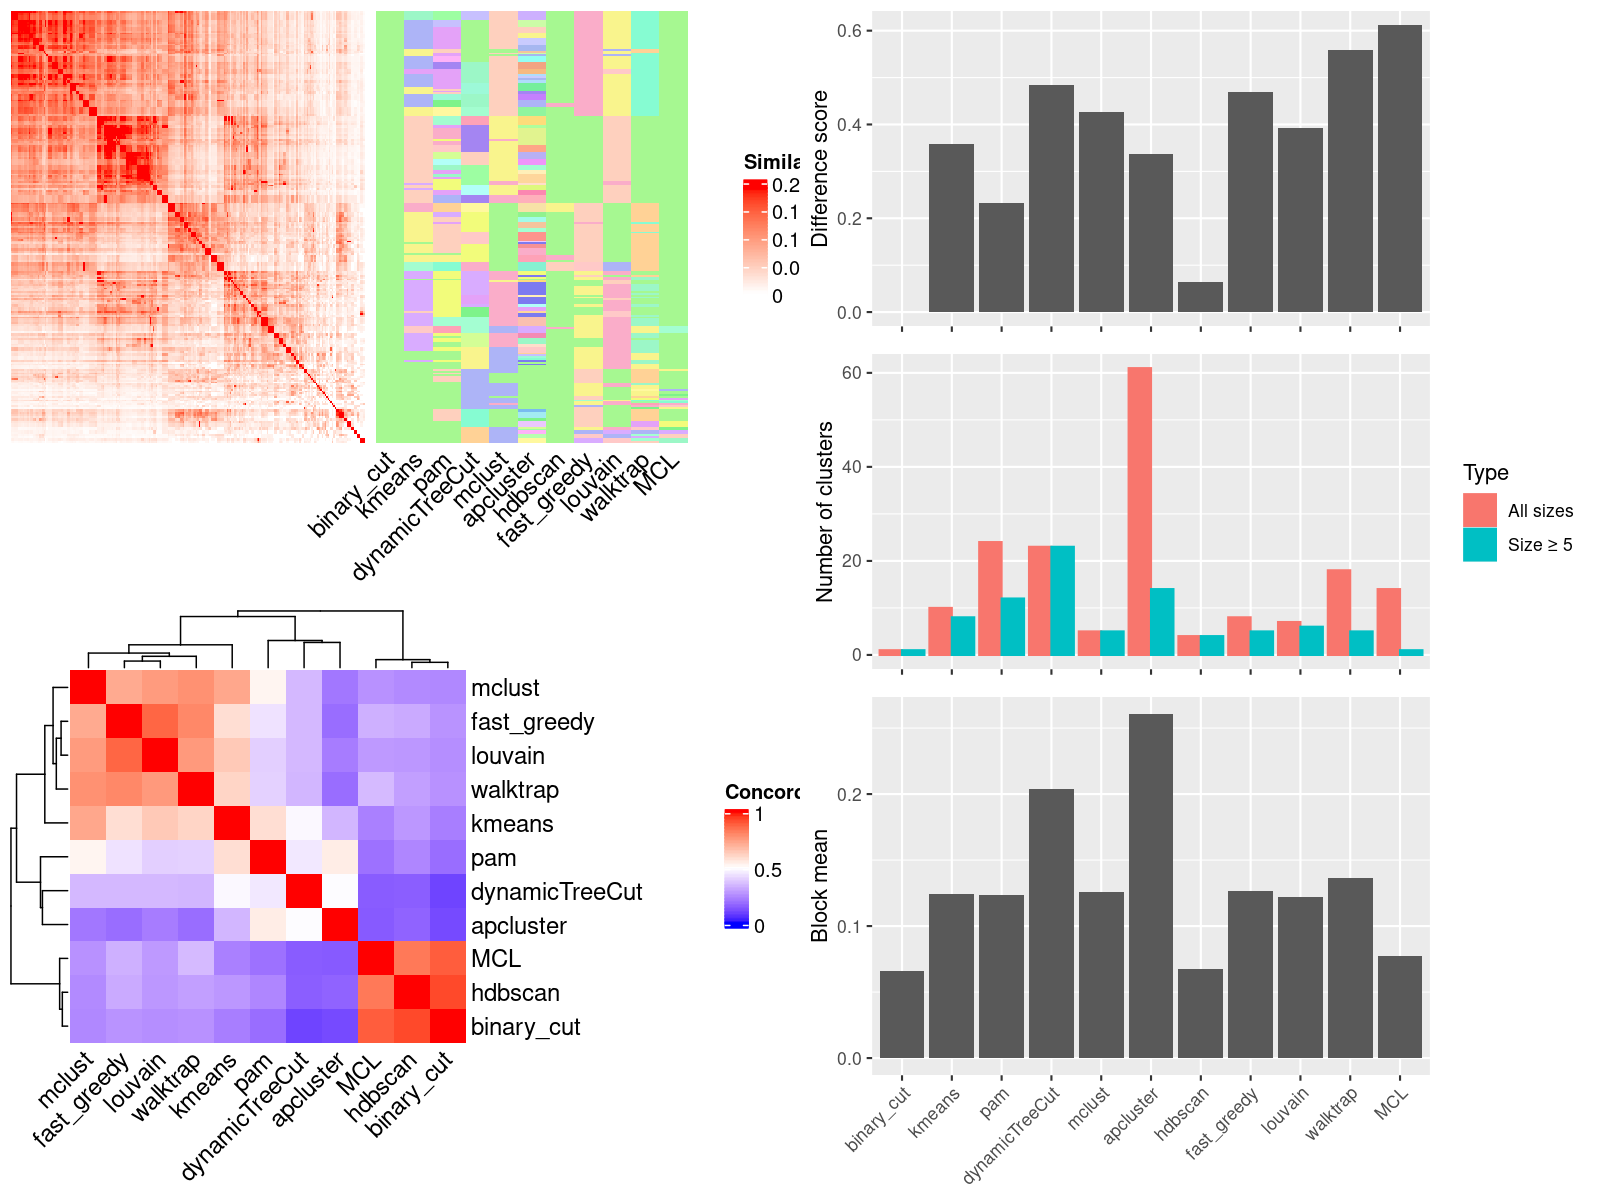 binary_cut
kmeans
pam
dynamicTreeCut
mclust
apcluster
hdbscan
fast_greedy
louvain
walktrap
MCL
Simila
0.2
0.1
0.1
0.0
0
mclust
fast_greedy
louvain
walktrap
kmeans
pam
dynamicTreeCut
apcluster
MCL
hdbscan
binary_cut
mclust
fast_greedy
louvain
walktrap
kmeans
pam
dynamicTreeCut
apcluster
MCL
hdbscan
binary_cut
Concord
1
0.5
0
Difference score
0.6
0.4
0.2
0.0
Number of clusters
60
40
20
0
Type
All sizes
Size ≥ 5
Block mean
0.2
0.1
0.0
binary_cut
kmeans
pam
dynamicTreeCut
mclust
apcluster
hdbscan
fast_greedy
louvain
walktrap
MCL